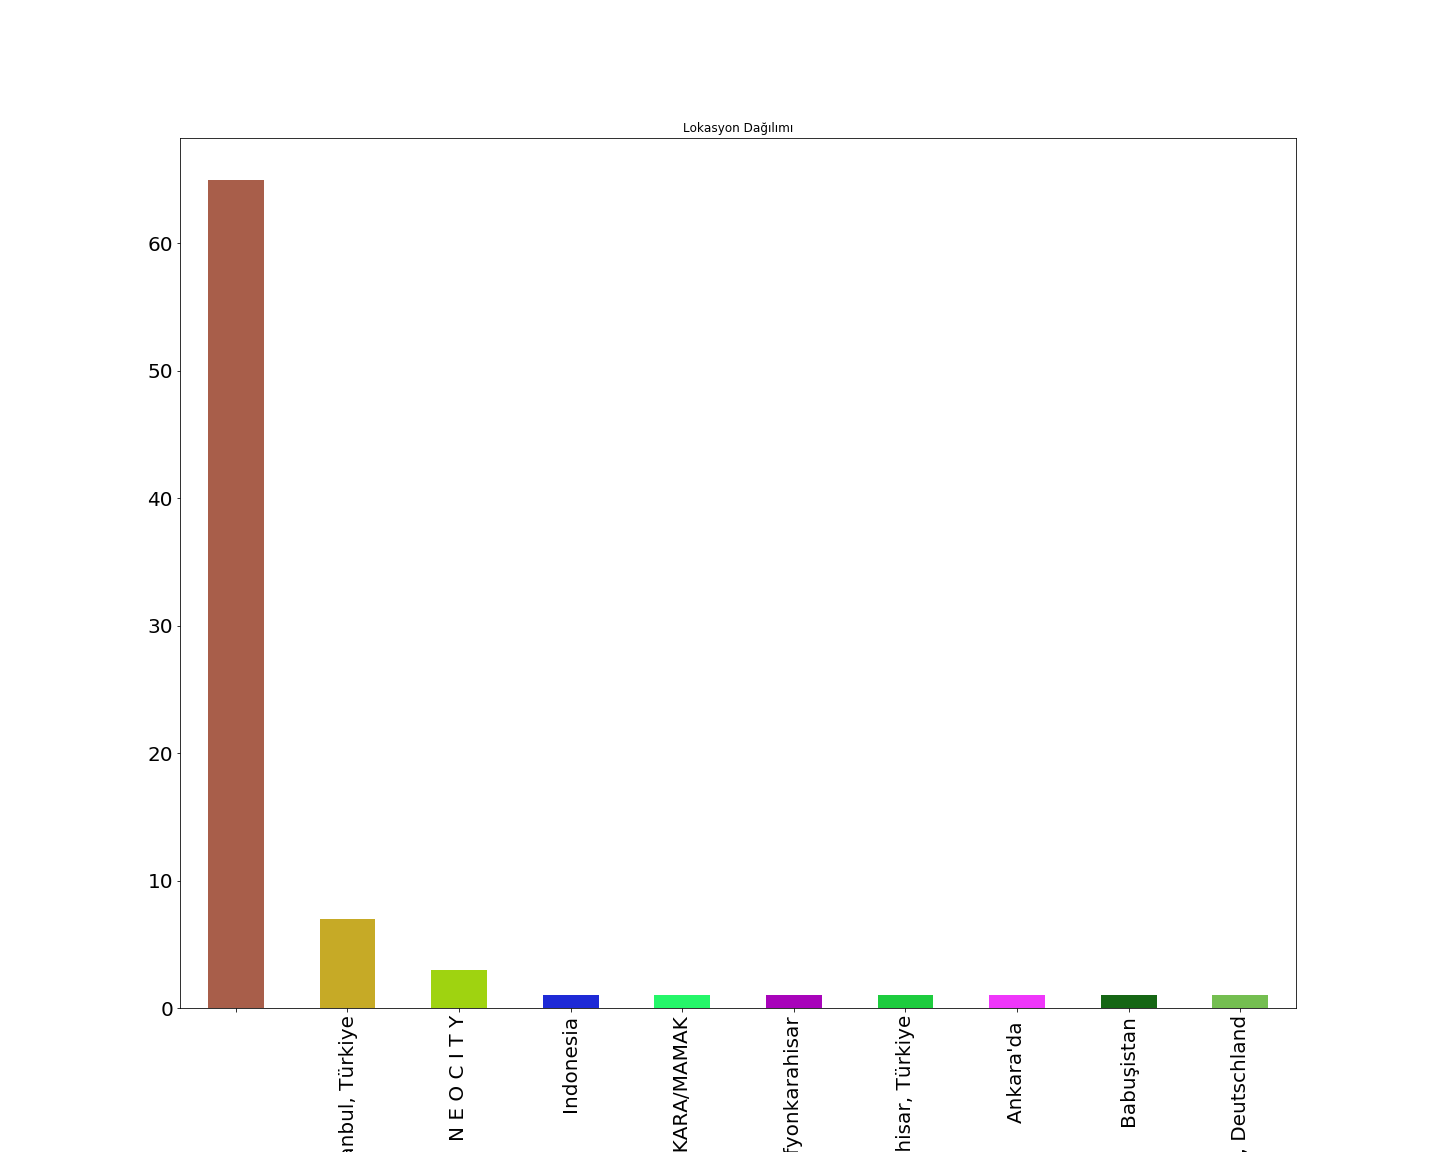 Lokasyon Dağılımı
60
50
40
30
20
10
0
anbul, Türkiye
N E O C I T Y
Indonesia
KARA/MAMAK
fyonkarahisar
hisar, Türkiye
Ankara'da
Babuşistan
, Deutschland